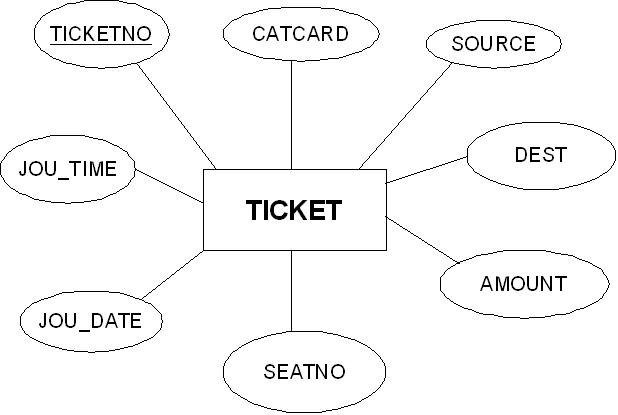 TICKETNO
CATCARD
SOURCE
JOU_TIME
DEST
TICKET
AMOUNT
JOU_DATE
SEATNO